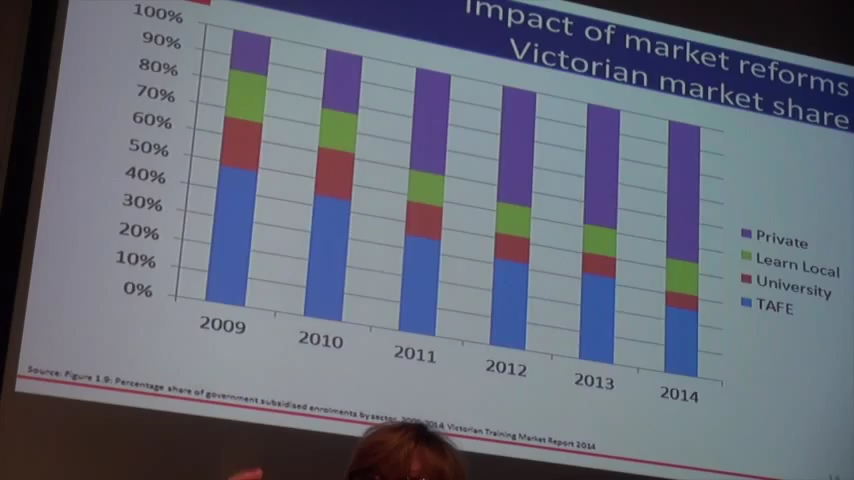 Impact of market reforms
Victorian market share
100%
90%
80%
70%
60%
50%
40%
30%
20%
10%
0%
2009
2010
2011
2012
2013
2014
Private
Learn Local
University
TAFE
Source: Figure 1.9: Percentage share of government subsidised enrolments by sector, 2009-2014, Victorian Training Market Report 2014